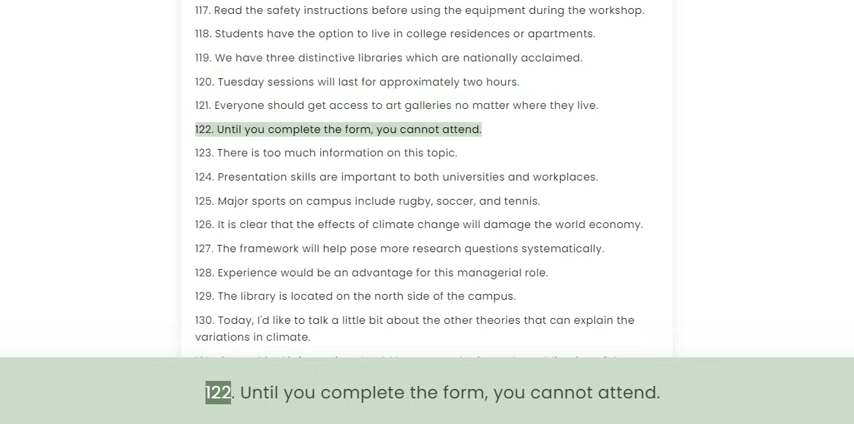 117. Read the safety instructions before using the equipment during the workshop.
118. Students have the option to live in college residences or apartments.
119. We have three distinctive libraries which are nationally acclaimed.
120. Tuesday sessions will last for approximately two hours.
121. Everyone should get access to art galleries no matter where they live.
122. Until you complete the form, you cannot attend.
123. There is too much information on this topic.
124. Presentation skills are important to both universities and workplaces.
125. Major sports on campus include rugby, soccer, and tennis.
126. It is clear that the effects of climate change will damage the world economy.
127. The framework will help pose more research questions systematically.
128. Experience would be an advantage for this managerial role.
129. The library is located on the north side of the campus.
130. Today, I'd like to talk a little bit about the other theories that can explain the
variations in climate.
122. Until you complete the form, you cannot attend.